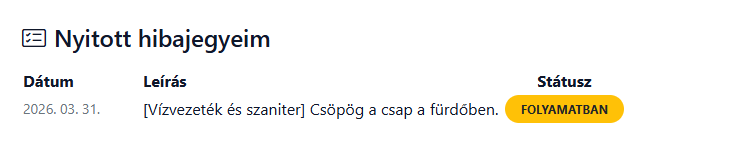 Nyitott hibajegyeim
Dátum Leírás Státusz
2026. 03. 31. [Vízvezeték és szaniter] Csöpög a csap a fürdőben. FOLYAMATBAN